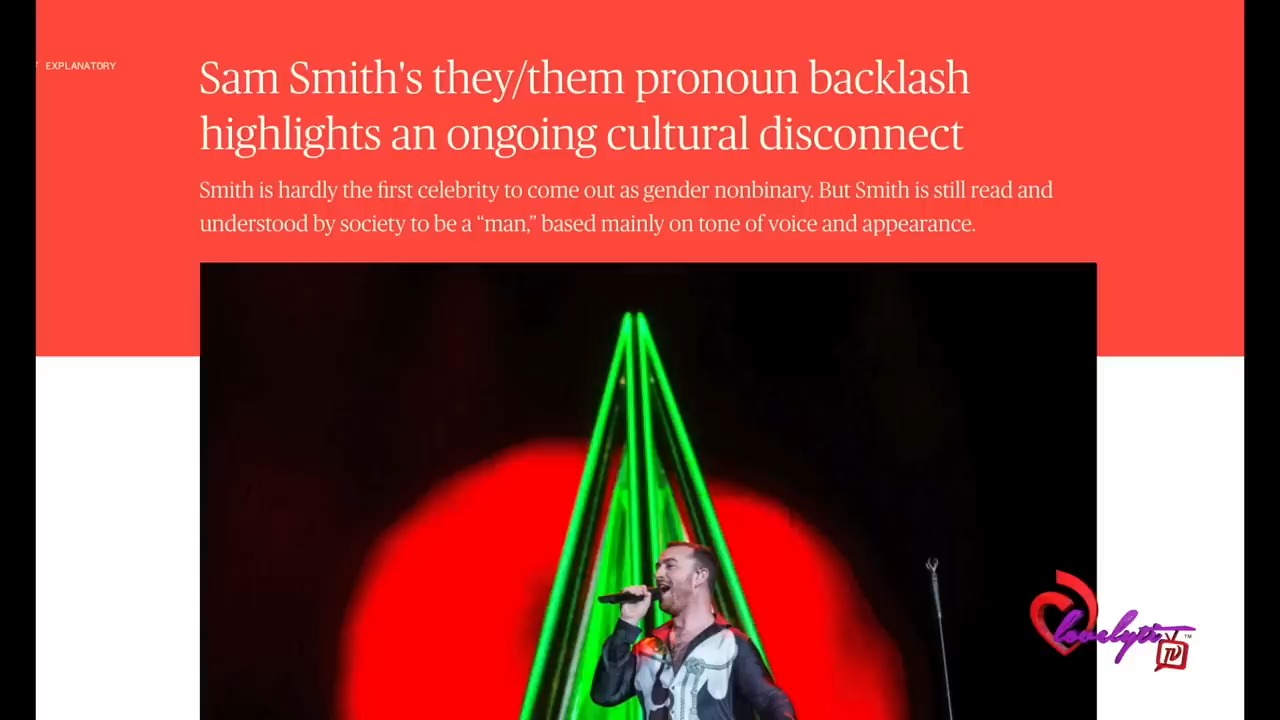 EXPLANATORY
Sam Smith's they/them pronoun backlash
highlights an ongoing cultural disconnect
Smith is hardly the first celebrity to come out as gender nonbinary. But Smith is still read and
understood by society to be a “man,” based mainly on tone of voice and appearance.
lovelyti
TV™